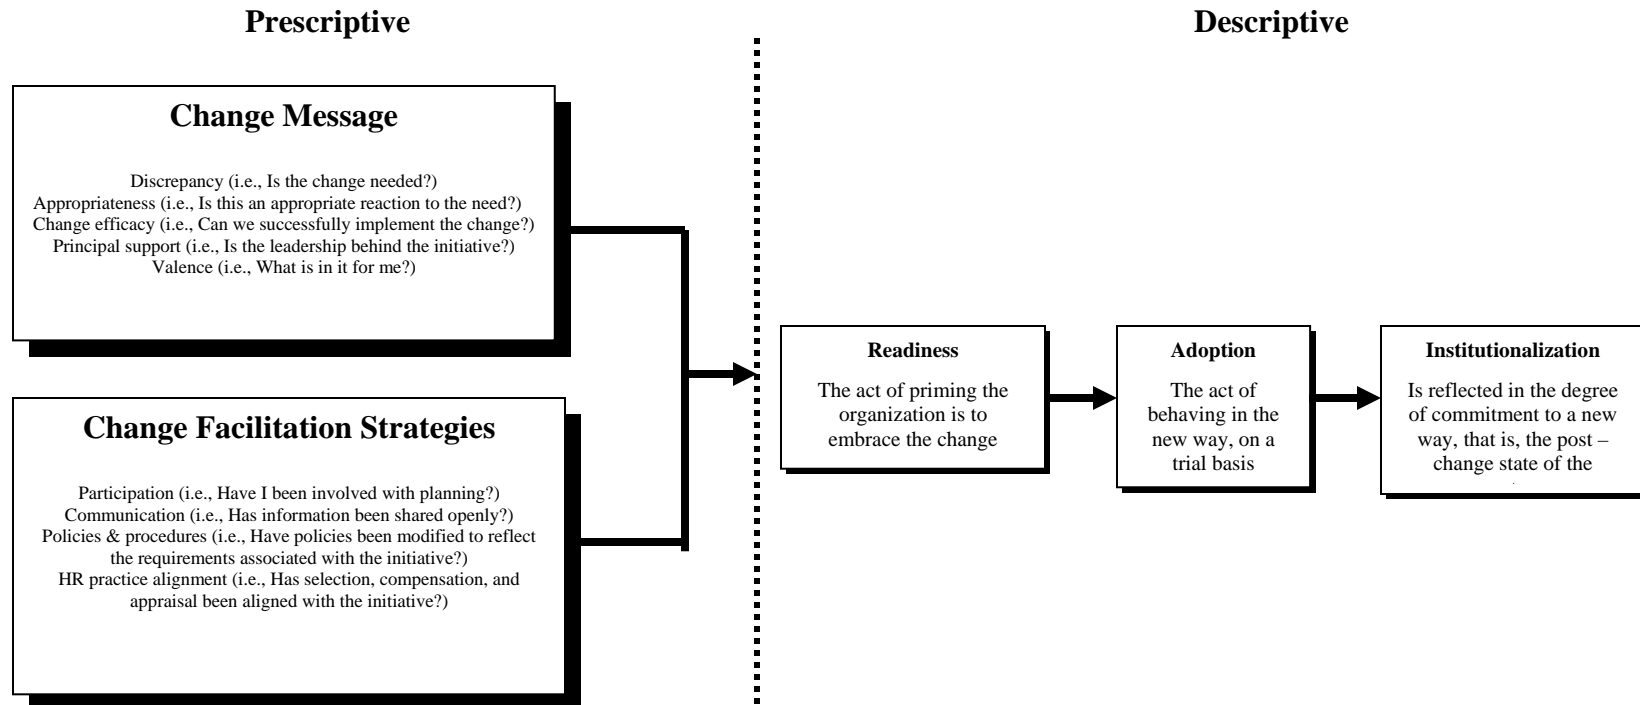 Prescriptive
Descriptive
Change Message
Discrepancy (i.e., Is the change needed?)
Appropriateness (i.e., Is this an appropriate reaction to the need?)
Change efficacy (i.e., Can we successfully implement the change?)
Principal support (i.e., Is the leadership behind the initiative?)
Valence (i.e., What is in it for me?)
Change Facilitation Strategies
Participation (i.e., Have I been involved with planning?)
Communication (i.e., Has information been shared openly?)
Policies & procedures (i.e., Have policies been modified to reflect
the requirements associated with the initiative?)
HR practice alignment (i.e., Has selection, compensation, and
appraisal been aligned with the initiative?)
Readiness
The act of priming the
organization is to
embrace the change
Adoption
The act of
behaving in the
new way, on a
trial basis
Institutionalization
Is reflected in the degree
of commitment to a new
way, that is, the post –
change state of the